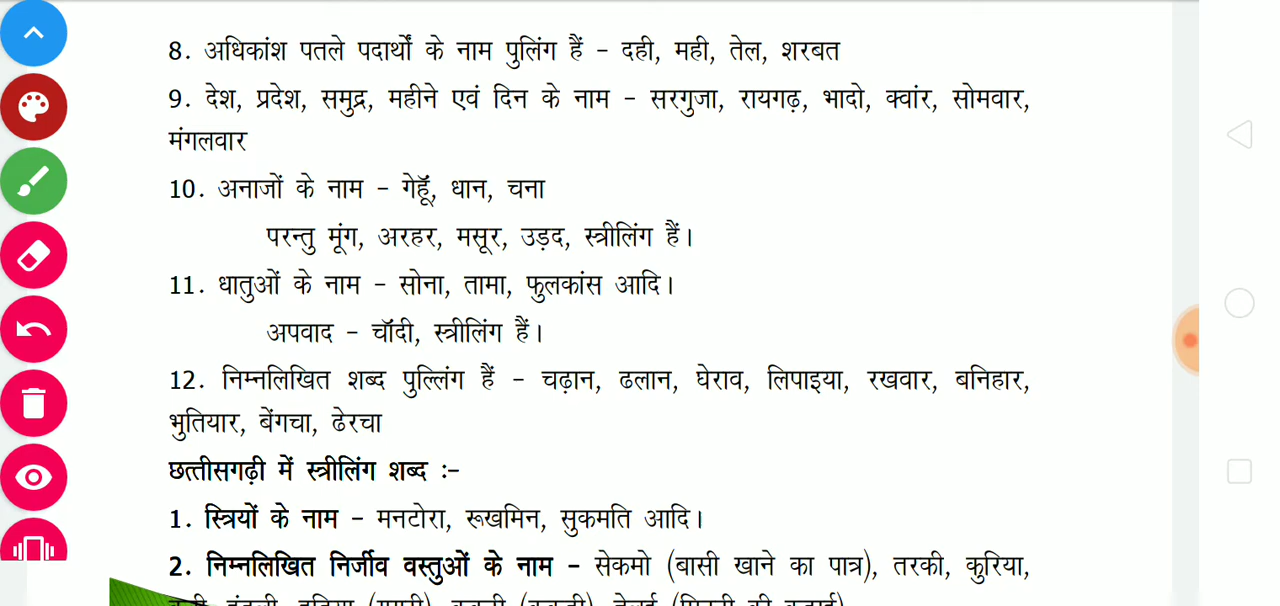 8. अधिकांश पतले पदार्थों के नाम पुलिंग हैं - दही, मही, तेल, शरबत
9. देश, प्रदेश, समुद्र, महीने एवं दिन के नाम - सरगुजा, रायगढ़, भादो, क्वांर, सोमवार,
मंगलवार
10. अनाजों के नाम - गेहूॅं, धान, चना
परन्तु मूंग, अरहर, मसूर, उड़द, स्त्रीलिंग हैं।
11. धातुओं के नाम - सोना, तामा, फुलकांस आदि।
अपवाद - चॉदी, स्त्रीलिंग हैं।
12. निम्नलिखित शब्द पुल्लिंग हैं - चढ़ान, ढलान, घेराव, लिपाइया, रखवार, बनिहार,
भुतियार, बेंगचा, ढेरचा
छत्तीसगढ़ी में स्त्रीलिंग शब्द :-
1. स्त्रियों के नाम - मनटोरा, रूखमिन, सुकमति आदि।
2. निम्नलिखित निर्जीव वस्तुओं के नाम - सेकमो (बासी खाने का पात्र), तरकी, कुरिया,